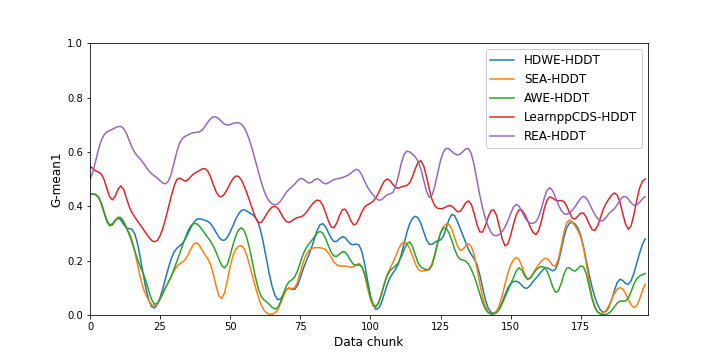 1.0
0.8
0.6
0.4
0.2
0.0
G-mean1
0
25
50
75
100
125
150
175
Data chunk
HDWE-HDDT
SEA-HDDT
AWE-HDDT
LearnppCDS-HDDT
REA-HDDT